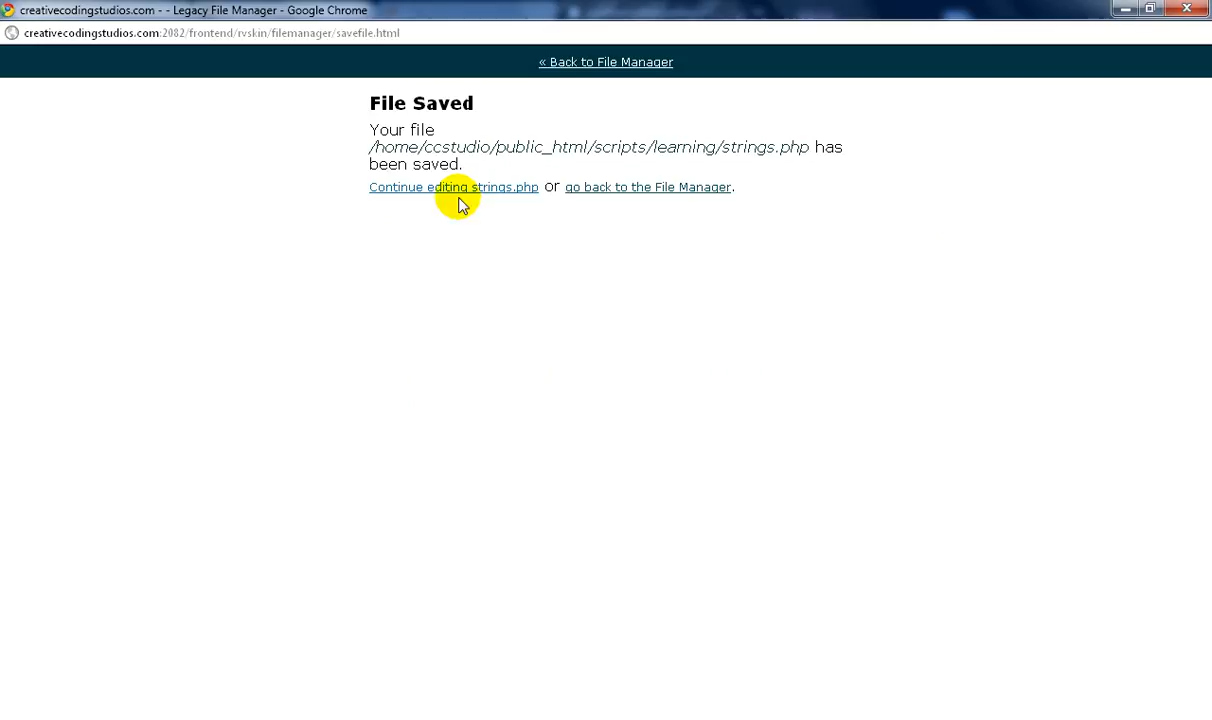 creativecodingstudios.com - - Legacy File Manager - Google Chrome
creativecodingstudios.com:2082/frontend/rvskin/filemanager/savefile.html
« Back to File Manager
File Saved
Your file
/home/ccstudio/public_html/scripts/learning/strings.php has
been saved.
Continue editing strings.php or go back to the File Manager.